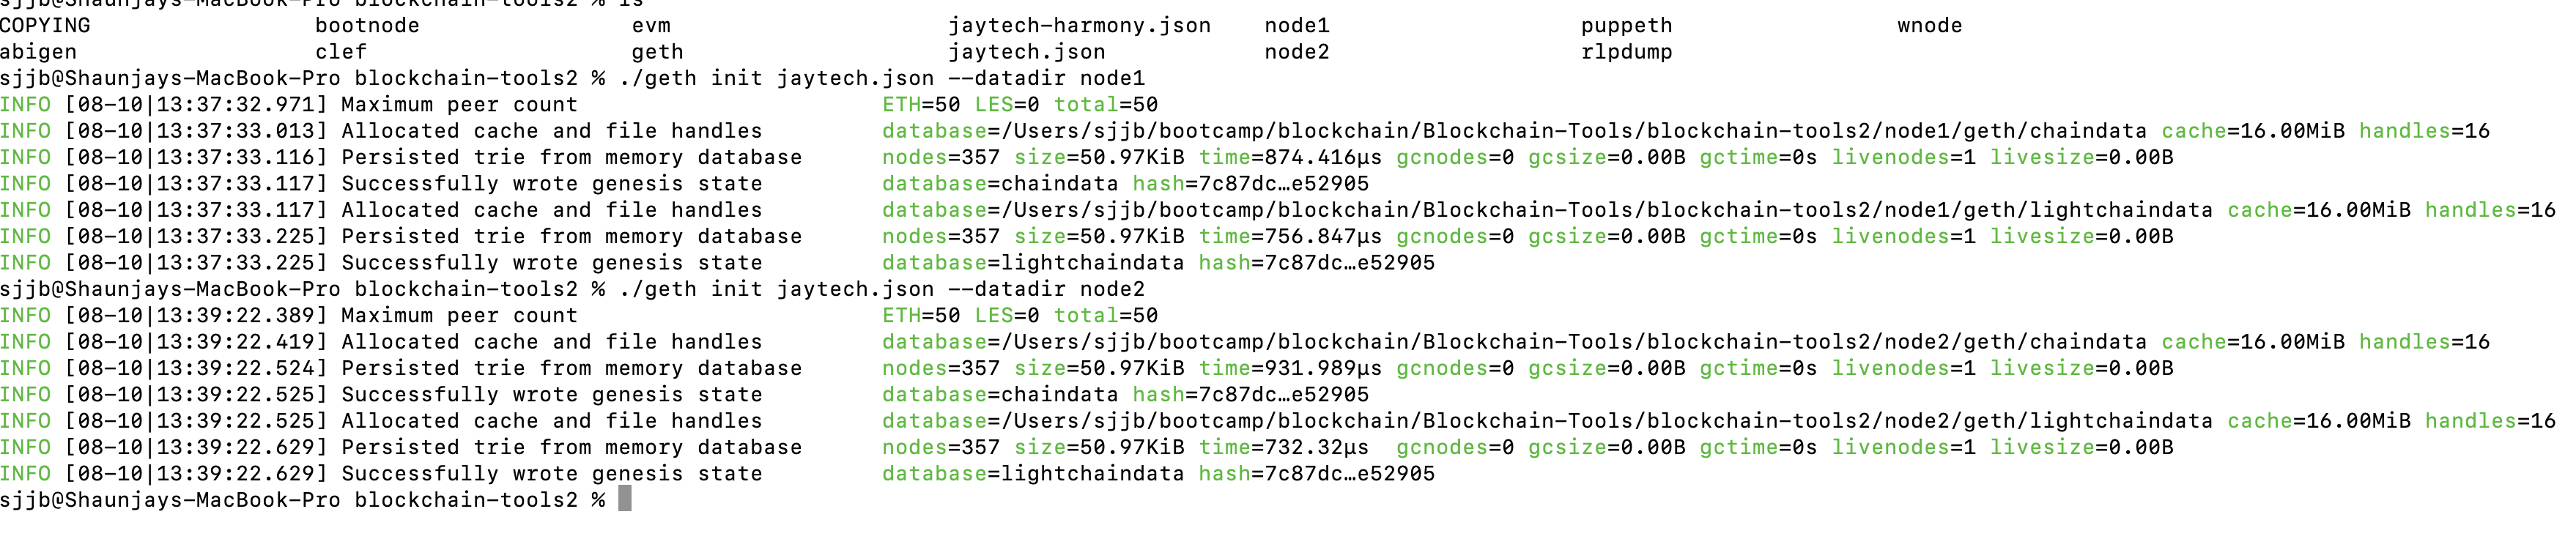 sjjb@Shaunjays-MacBook-Pro blockchain-tools2 % ls
COPYING bootnode evm jaytech-harmony.json node1 puppeth wnode
abigen clef geth jaytech.json node2 rlpdump
sjjb@Shaunjays-MacBook-Pro blockchain-tools2 % ./geth init jaytech.json --datadir node1
INFO [08-10|13:37:32.971] Maximum peer count ETH=50 LES=0 total=50
INFO [08-10|13:37:33.013] Allocated cache and file handles database=/Users/sjjb/bootcamp/blockchain/Blockchain-Tools/blockchain-tools2/node1/geth/chaindata cache=16.00MiB handles=16
INFO [08-10|13:37:33.116] Persisted trie from memory database nodes=357 size=50.97KiB time=874.416µs gcnodes=0 gcsize=0.00B gctime=0s livenodes=1 livesize=0.00B
INFO [08-10|13:37:33.117] Successfully wrote genesis state database=chaindata hash=7c87dc…e52905
INFO [08-10|13:37:33.117] Allocated cache and file handles database=/Users/sjjb/bootcamp/blockchain/Blockchain-Tools/blockchain-tools2/node1/geth/lightchaindata cache=16.00MiB handles=16
INFO [08-10|13:37:33.225] Persisted trie from memory database nodes=357 size=50.97KiB time=756.847µs gcnodes=0 gcsize=0.00B gctime=0s livenodes=1 livesize=0.00B
INFO [08-10|13:37:33.225] Successfully wrote genesis state database=lightchaindata hash=7c87dc…e52905
sjjb@Shaunjays-MacBook-Pro blockchain-tools2 % ./geth init jaytech.json --datadir node2
INFO [08-10|13:39:22.389] Maximum peer count ETH=50 LES=0 total=50
INFO [08-10|13:39:22.419] Allocated cache and file handles database=/Users/sjjb/bootcamp/blockchain/Blockchain-Tools/blockchain-tools2/node2/geth/chaindata cache=16.00MiB handles=16
INFO [08-10|13:39:22.524] Persisted trie from memory database nodes=357 size=50.97KiB time=931.989µs gcnodes=0 gcsize=0.00B gctime=0s livenodes=1 livesize=0.00B
INFO [08-10|13:39:22.525] Successfully wrote genesis state database=chaindata hash=7c87dc…e52905
INFO [08-10|13:39:22.525] Allocated cache and file handles database=/Users/sjjb/bootcamp/blockchain/Blockchain-Tools/blockchain-tools2/node2/geth/lightchaindata cache=16.00MiB handles=16
INFO [08-10|13:39:22.629] Persisted trie from memory database nodes=357 size=50.97KiB time=732.32µs gcnodes=0 gcsize=0.00B gctime=0s livenodes=1 livesize=0.00B
INFO [08-10|13:39:22.629] Successfully wrote genesis state database=lightchaindata hash=7c87dc…e52905
sjjb@Shaunjays-MacBook-Pro blockchain-tools2 %